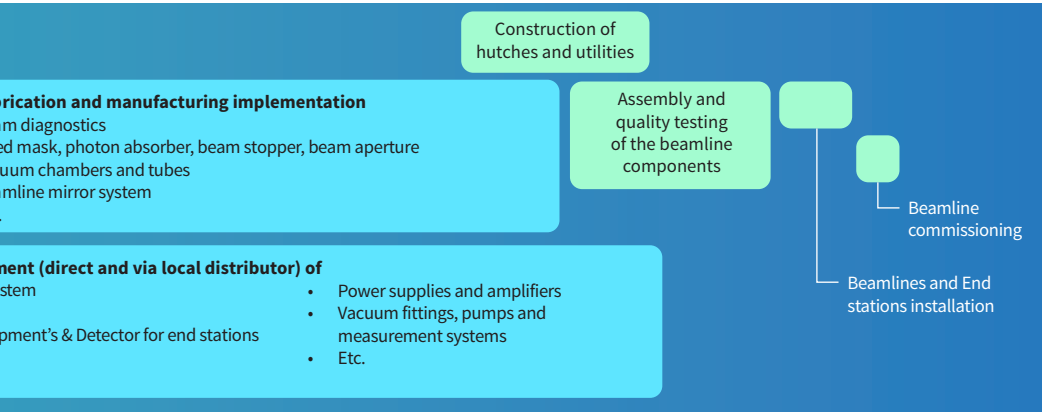 Construction of
hutches and utilities
rication and manufacturing implementation
am diagnostics
ed mask, photon absorber, beam stopper, beam aperture
uum chambers and tubes
amline mirror system
.
Assembly and
quality testing
of the beamline
components
Beamline
commissioning
Beamlines and End
stations installation
ment (direct and via local distributor) of
stem
pment’s & Detector for end stations
• Power supplies and amplifiers
• Vacuum fittings, pumps and
measurement systems
• Etc.